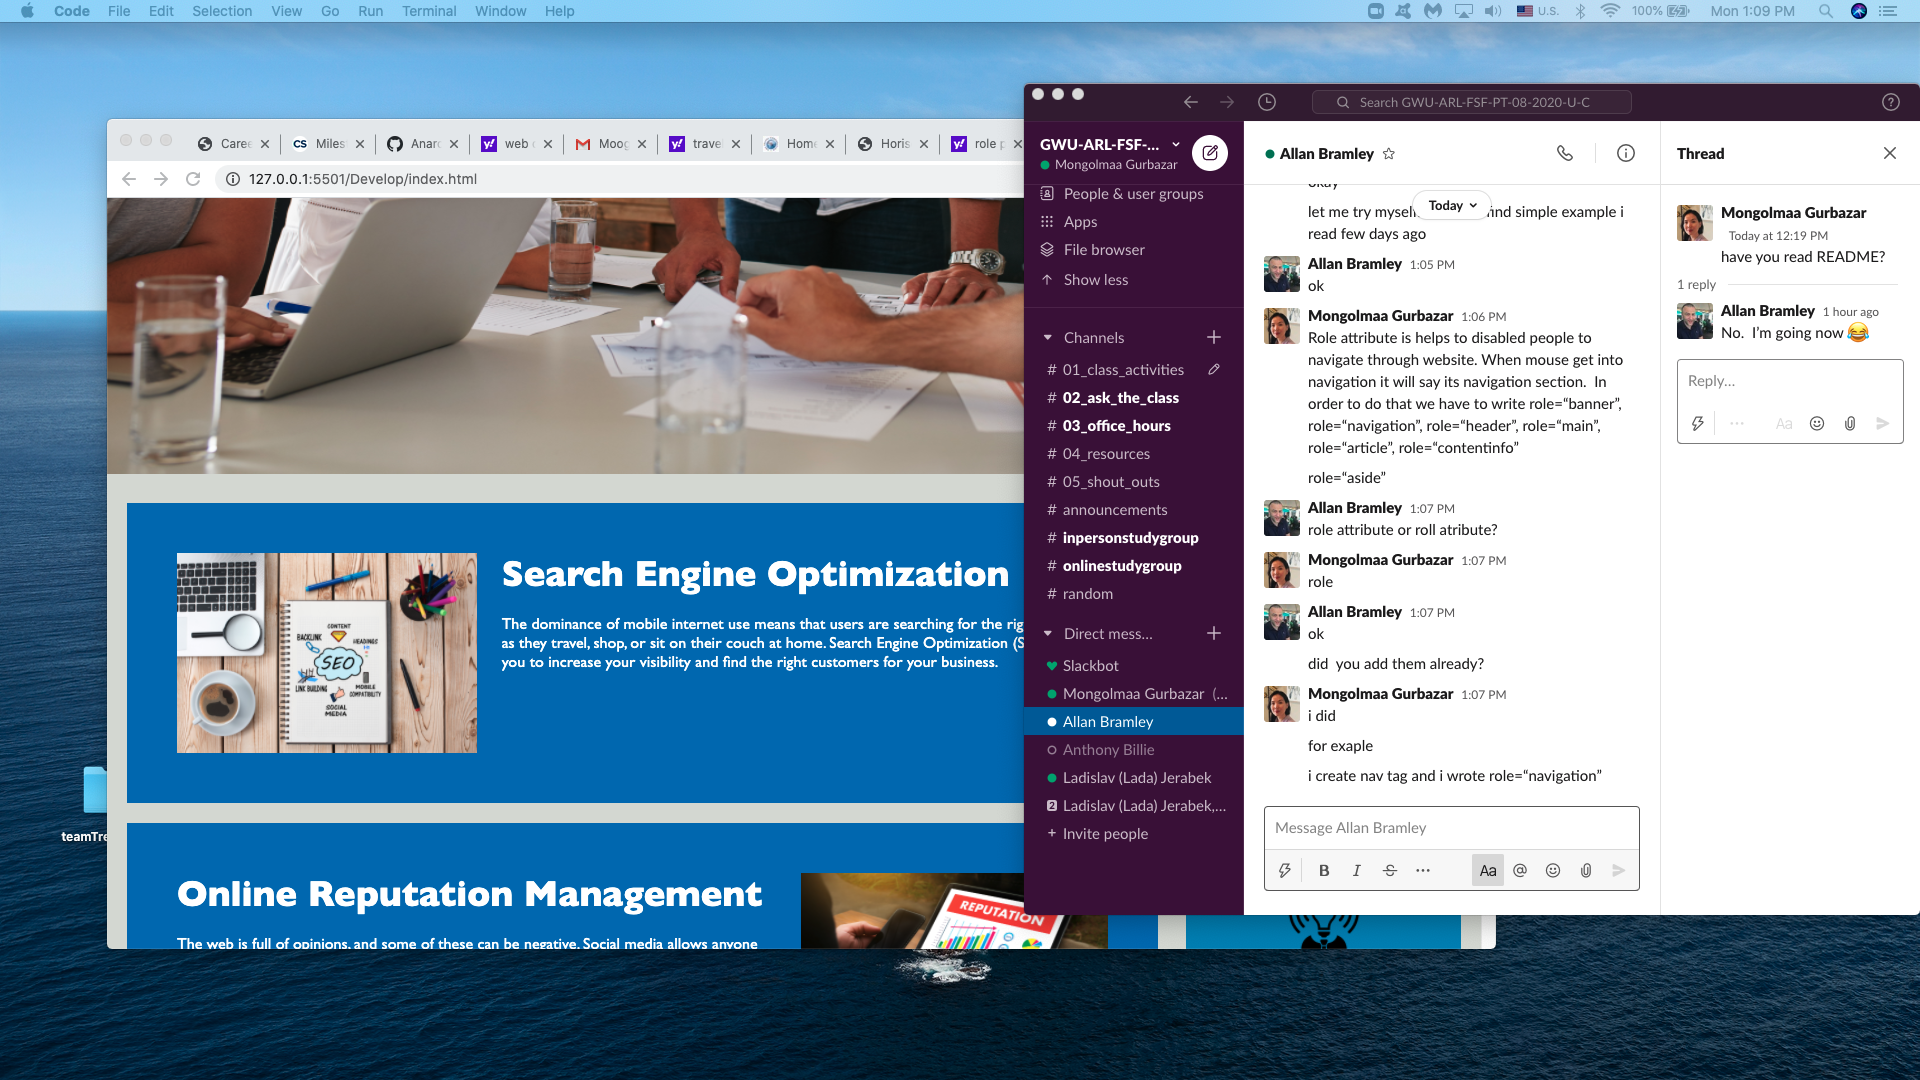 Code File Edit Selection View Go Run Terminal Window Help
U.S. 100% Mon 1:09 PM
Caree
CS Miles
Anar
y! web
Moog
y! trave
Home
Horis
y! role p
127.0.0.1:5501/Develop/index.html
CONTENT
BACKLINK
HEADINGS
SEO
LINK BUILDING
MOBILE COMPATIBILITY
SOCIAL MEDIA
Search Engine Optimization
The dominance of mobile internet use means that users are searching for the rig
as they travel, shop, or sit on their couch at home. Search Engine Optimization (S
you to increase your visibility and find the right customers for your business.
Online Reputation Management
The web is full of opinions, and some of these can be negative. Social media allows anyone
REPUTATION
teamTre
Search GWU-ARL-FSF-PT-08-2020-U-C
GWU-ARL-FSF-...
Mongolmaa Gurbazar
People & user groups
Apps
File browser
Show less
Channels
# 01_class_activities
# 02_ask_the_class
# 03_office_hours
# 04_resources
# 05_shout_outs
# announcements
# inpersonstudygroup
# onlinestudygroup
# random
Direct mess...
Slackbot
Mongolmaa Gurbazar (...
Allan Bramley
Anthony Billie
Ladislav (Lada) Jerabek
2 Ladislav (Lada) Jerabek,...
+ Invite people
Allan Bramley
okay
Today
let me try myself find simple example i
read few days ago
Allan Bramley 1:05 PM
ok
Mongolmaa Gurbazar 1:06 PM
Role attribute is helps to disabled people to
navigate through website. When mouse get into
navigation it will say its navigation section. In
order to do that we have to write role=“banner”,
role=“navigation”, role=“header”, role=“main”,
role=“article”, role=“contentinfo”
role=“aside”
Allan Bramley 1:07 PM
role attribute or roll atribute?
Mongolmaa Gurbazar 1:07 PM
role
Allan Bramley 1:07 PM
ok
did you add them already?
Mongolmaa Gurbazar 1:07 PM
i did
for exaple
i create nav tag and i wrote role=“navigation”
Message Allan Bramley
B I S ... Aa @
Thread
Mongolmaa Gurbazar
Today at 12:19 PM
have you read README?
1 reply
Allan Bramley 1 hour ago
No. I’m going now 😂
Reply...
Aa